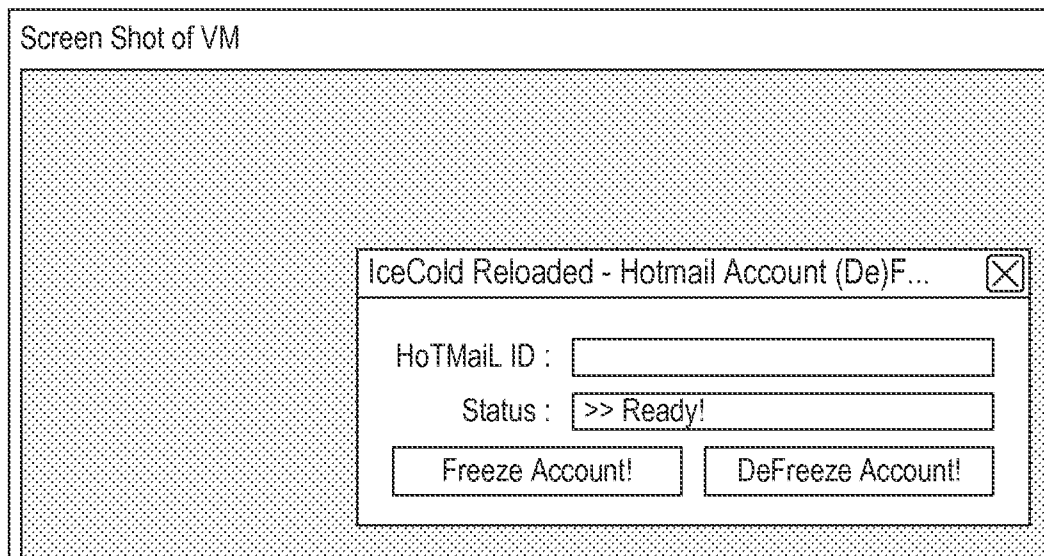 Screen Shot of VM
IceCold Reloaded - Hotmail Account (De)F...
HoTMaiL ID :
Status : >> Ready!
Freeze Account! DeFreeze Account!